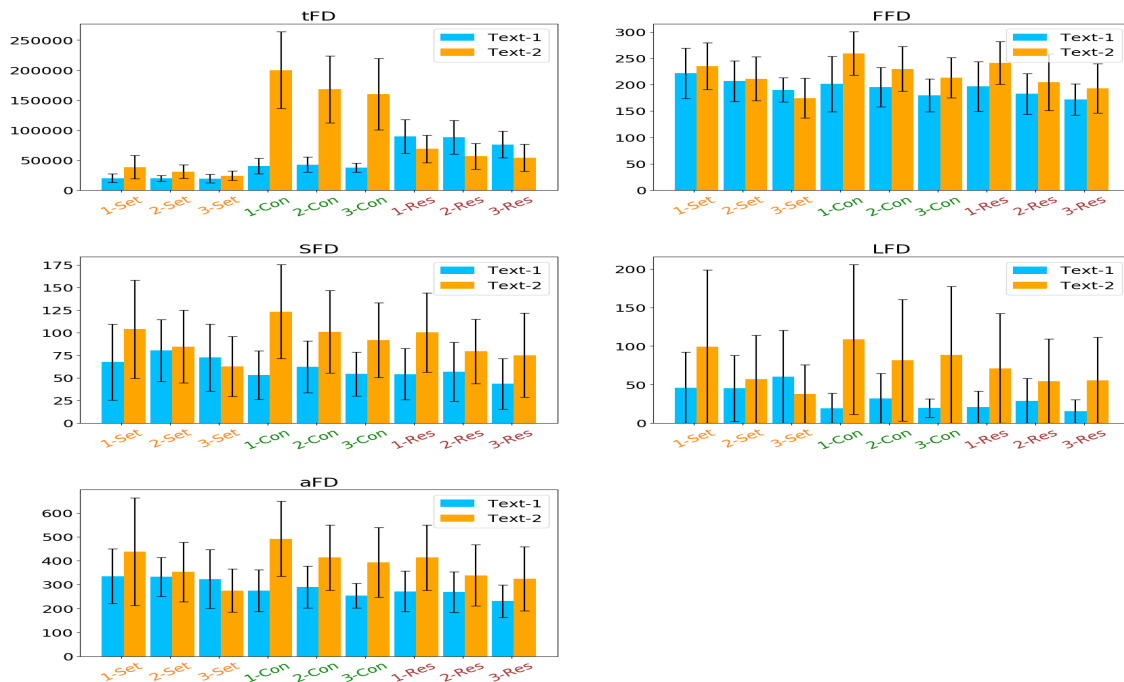 tFD
250000
200000
150000
100000
50000
0
Text-1
Text-2
1-Set 2-Set 3-Set 1-Con 2-Con 3-Con 1-Res 2-Res 3-Res
FFD
300
250
200
150
100
50
0
Text-1
Text-2
1-Set 2-Set 3-Set 1-Con 2-Con 3-Con 1-Res 2-Res 3-Res
SFD
175
150
125
100
75
50
25
0
Text-1
Text-2
1-Set 2-Set 3-Set 1-Con 2-Con 3-Con 1-Res 2-Res 3-Res
LFD
200
150
100
50
0
Text-1
Text-2
1-Set 2-Set 3-Set 1-Con 2-Con 3-Con 1-Res 2-Res 3-Res
aFD
600
500
400
300
200
100
0
Text-1
Text-2
1-Set 2-Set 3-Set 1-Con 2-Con 3-Con 1-Res 2-Res 3-Res